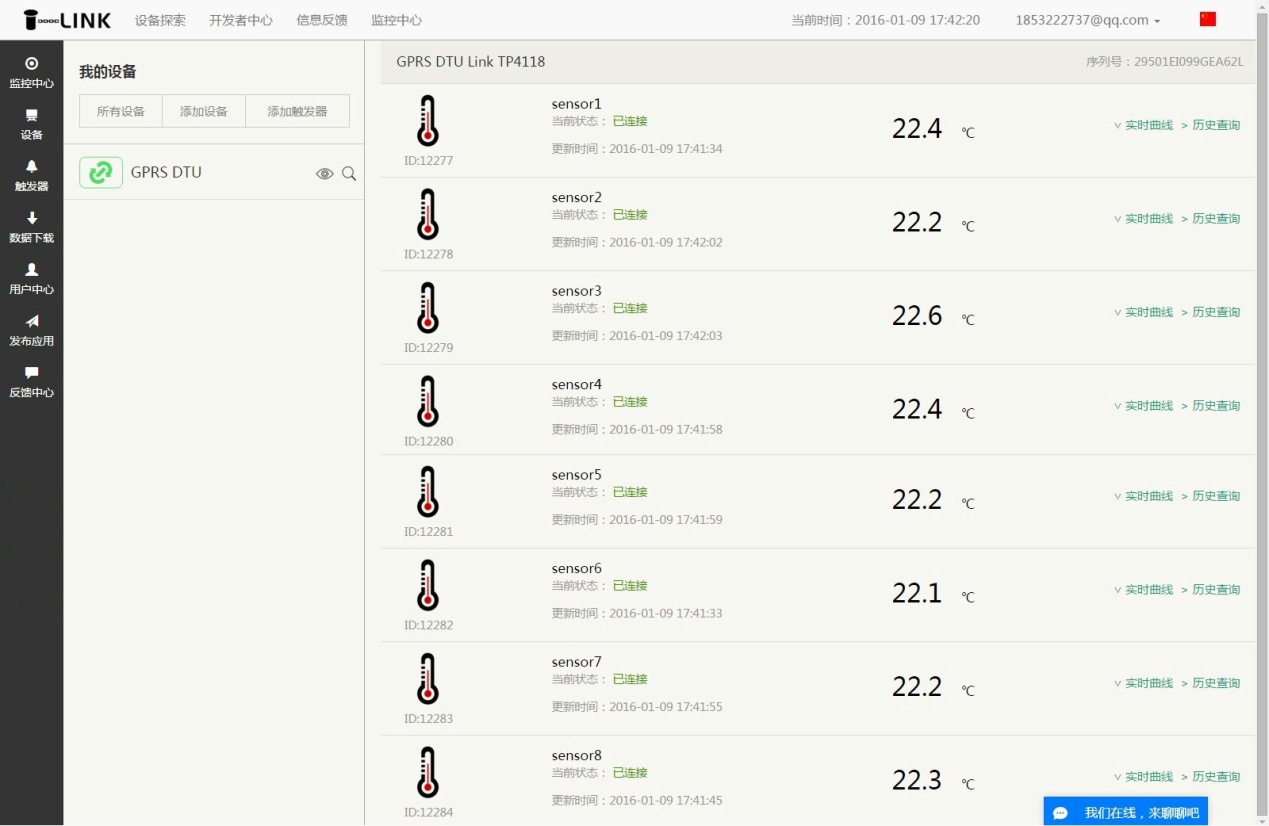 LINK 设备探索 开发者中心 信息反馈 监控中心 当前时间：2016-01-09 17:42:20 1853222737@qq.com
监控中心
设备
触发器
数据下载
用户中心
发布应用
反馈中心
我的设备
所有设备 添加设备 添加触发器
GPRS DTU
GPRS DTU Link TP4118 序列号：29501EI099GEA62L
sensor1
当前状态： 已连接
更新时间：2016-01-09 17:41:34
ID:12277
22.4 ℃
∨ 实时曲线 > 历史查询
sensor2
当前状态： 已连接
更新时间：2016-01-09 17:42:02
ID:12278
22.2 ℃
∨ 实时曲线 > 历史查询
sensor3
当前状态： 已连接
更新时间：2016-01-09 17:42:03
ID:12279
22.6 ℃
∨ 实时曲线 > 历史查询
sensor4
当前状态： 已连接
更新时间：2016-01-09 17:41:58
ID:12280
22.4 ℃
∨ 实时曲线 > 历史查询
sensor5
当前状态： 已连接
更新时间：2016-01-09 17:41:59
ID:12281
22.2 ℃
∨ 实时曲线 > 历史查询
sensor6
当前状态： 已连接
更新时间：2016-01-09 17:41:33
ID:12282
22.1 ℃
∨ 实时曲线 > 历史查询
sensor7
当前状态： 已连接
更新时间：2016-01-09 17:41:55
ID:12283
22.2 ℃
∨ 实时曲线 > 历史查询
sensor8
当前状态： 已连接
更新时间：2016-01-09 17:41:45
ID:12284
22.3 ℃
∨ 实时曲线 > 历史查询
我们在线，来聊聊吧